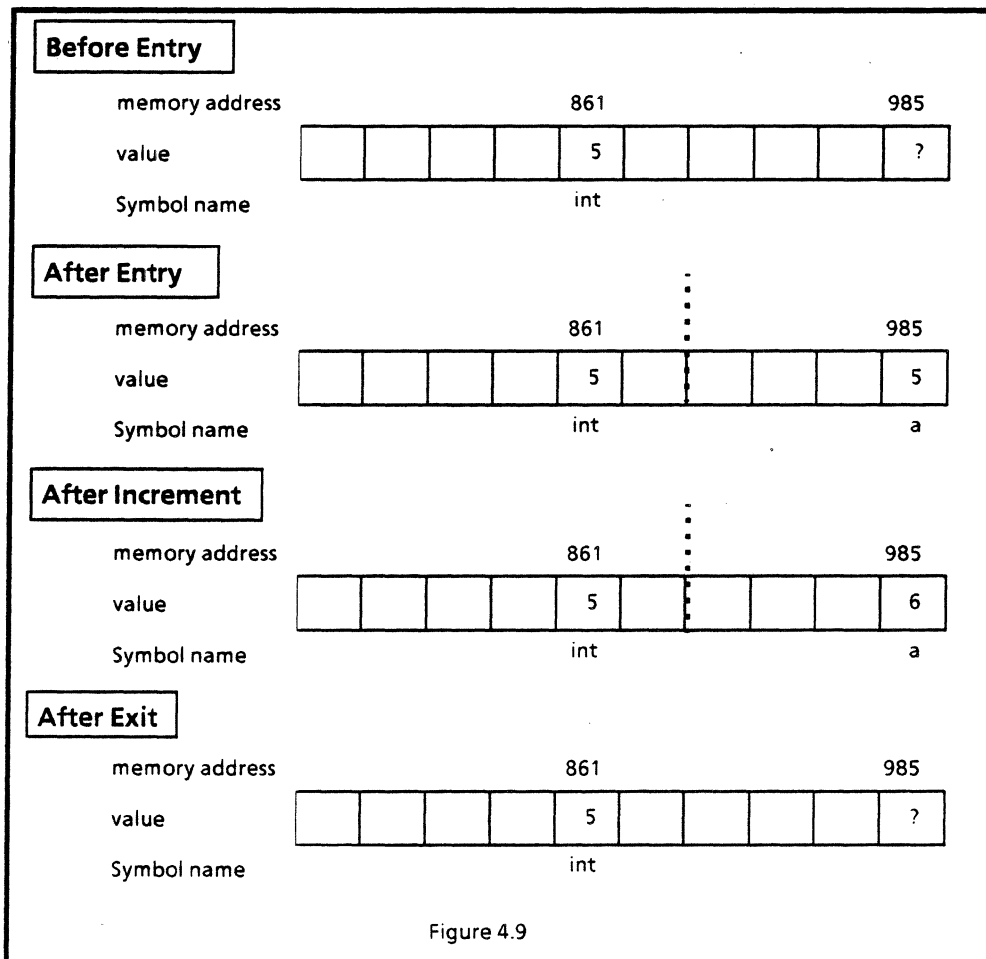 Before Entry
memory address 861 985
value 5 ?
Symbol name int
After Entry
memory address 861 985
value 5 5
Symbol name int a
After Increment
memory address 861 985
value 5 6
Symbol name int a
After Exit
memory address 861 985
value 5 ?
Symbol name int
Figure 4.9